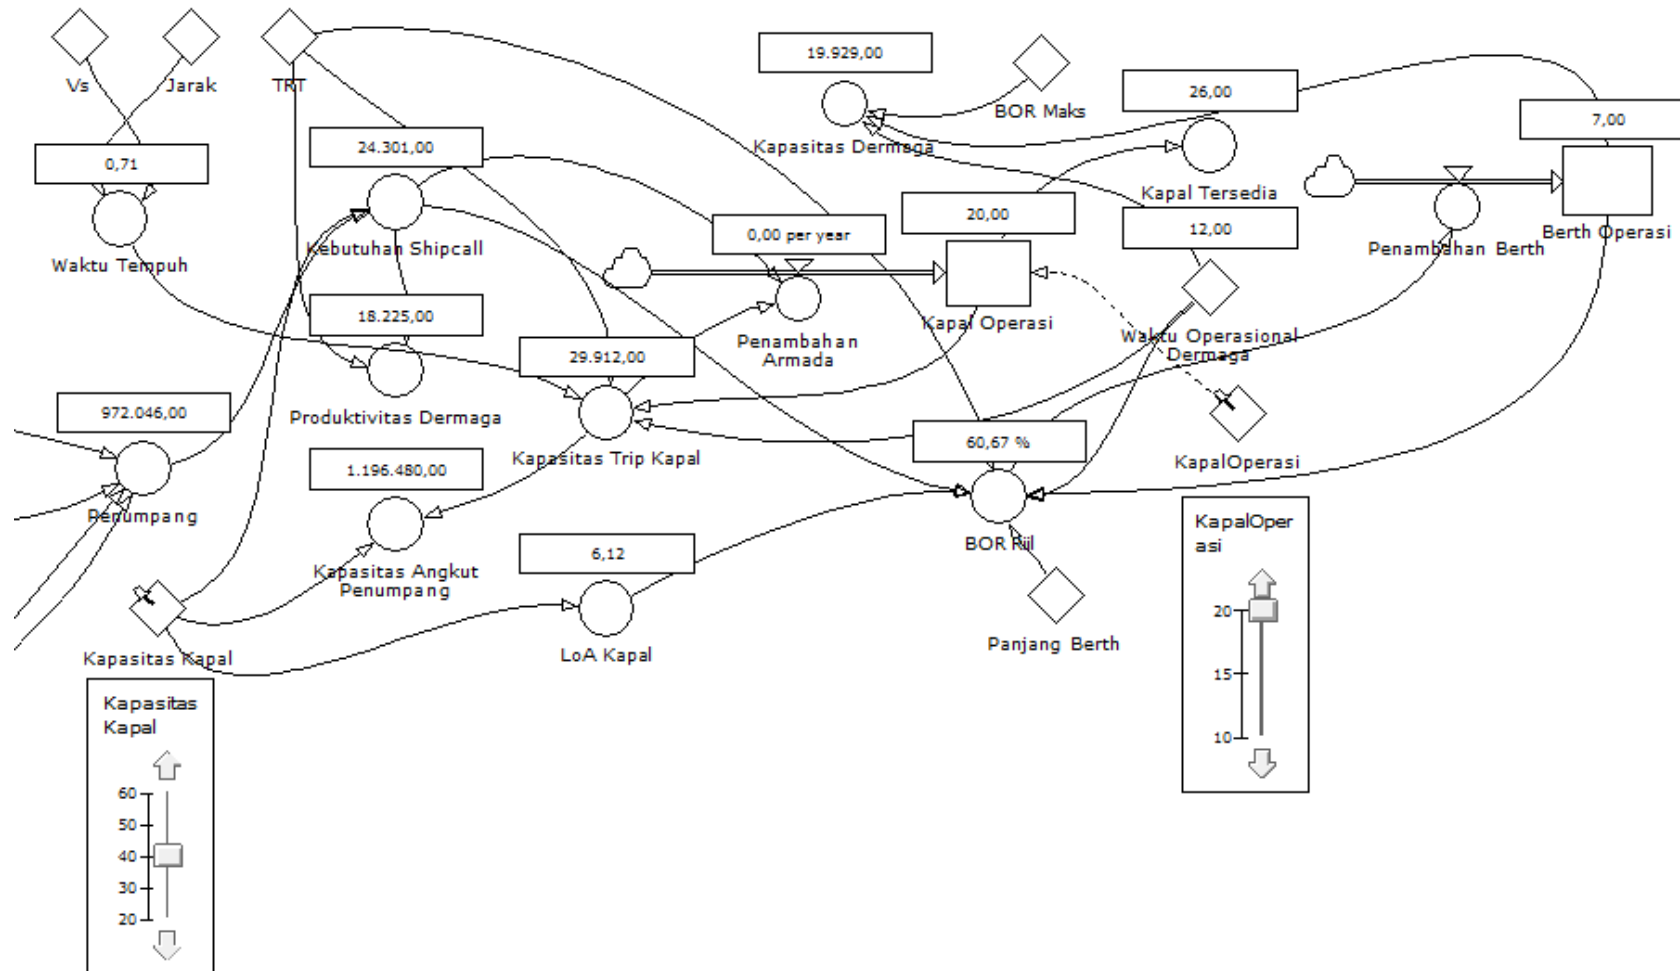 Vs
Jarak
TRT
19.929,00
BOR Maks
26,00
7,00
24.301,00
Kapasitas Dermaga
0,71
Kapal Tersedia
20,00
12,00
0,00 per year
Kebutuhan Shipcall
Penambahan Berth
Berth Operasi
Waktu Tempuh
18.225,00
Kapal Operasi
Waktu Operasional
Dermaga
Penambahan
Armada
29.912,00
972.046,00
Produktivitas Dermaga
60,67 %
Kapasitas Trip Kapal
KapalOperasi
1.196.480,00
Penumpang
BOR Riil
6,12
Kapasitas Angkut
Penumpang
KapalOper
asi
20
15
10
Kapasitas Kapal
LoA Kapal
Panjang Berth
Kapasitas
Kapal
60
50
40
30
20